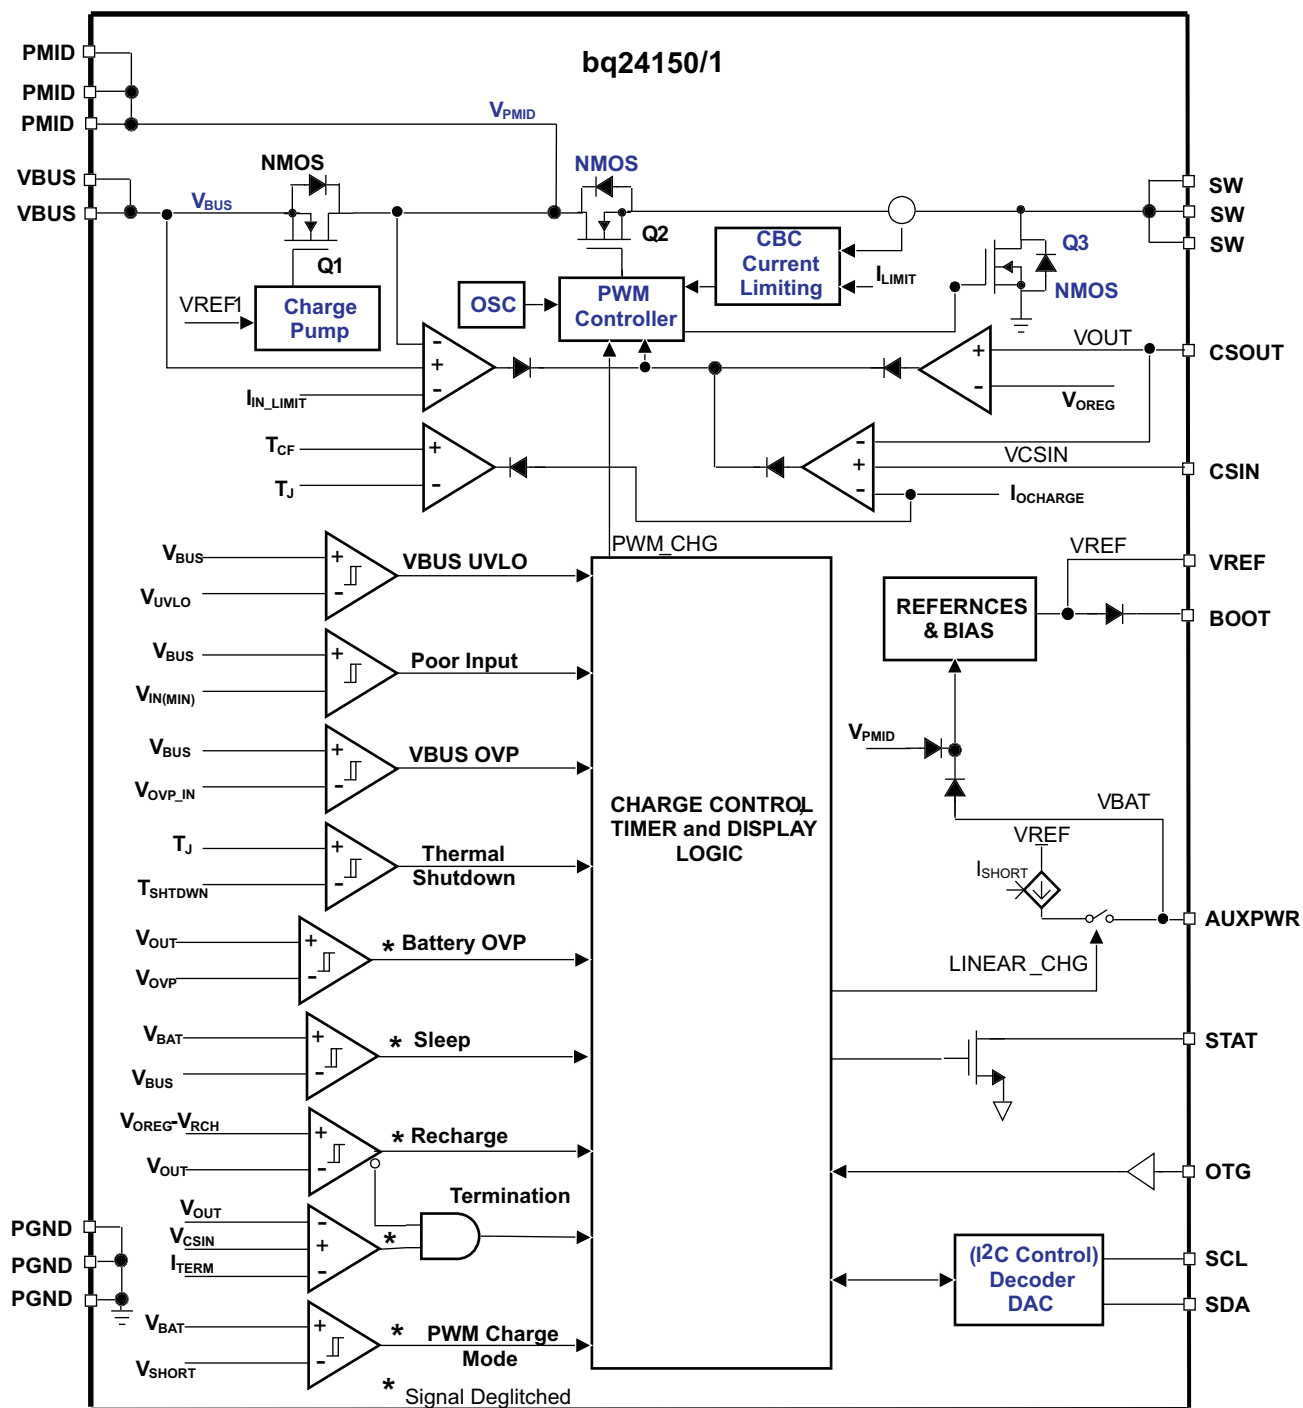 bq24150/1
PMID
PMID
PMID
VPMID
VBUS
VBUS
VBUS
NMOS
Q1
NMOS
Q2
SW
SW
SW
Q3
NMOS
CBC
Current
Limiting
ILIMIT
VREF1
Charge
Pump
OSC
PWM
Controller
-
+
-
IIN_LIMIT
+
-
VOUT
VOREG
CSOUT
TCF
TJ
+
-
-
+
-
VCSIN
IOCHARGE
CSIN
PWM_CHG
VBUS
VUVLO
+
-
VBUS UVLO
VREF
VREF
REFERNCES
& BIAS
BOOT
VBUS
VIN(MIN)
+
-
Poor Input
VBUS
VOVP_IN
+
-
VBUS OVP
VPMID
VBAT
CHARGE CONTROL,
TIMER and DISPLAY
LOGIC
TJ
TSHTDWN
+
-
Thermal
Shutdown
VREF
ISHORT
AUXPWR
VOUT
VOVP
+
-
* Battery OVP
LINEAR_CHG
VBAT
VBUS
+
-
* Sleep
STAT
VOREG-VRCH
VOUT
+
-
* Recharge
OTG
Termination
VOUT
VCSIN
ITERM
-
+
-
*
PGND
PGND
PGND
(I2C Control)
Decoder
DAC
SCL
SDA
VBAT
VSHORT
+
-
* PWM Charge
Mode
* Signal Deglitched